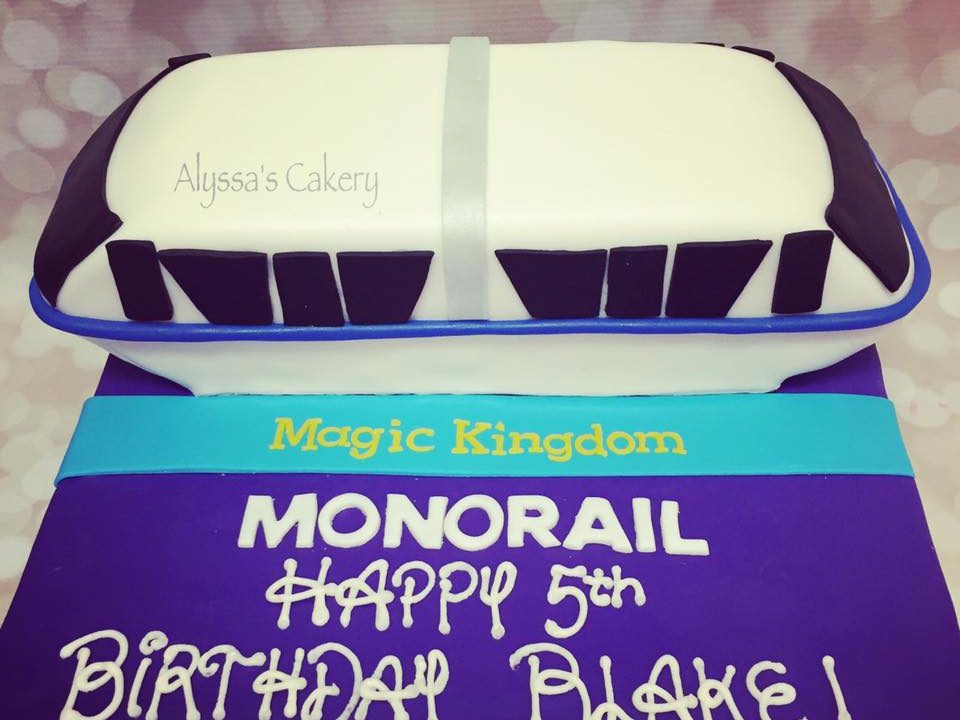 Alyssa's Cakery
Magic Kingdom
MONORAIL
HAPPY 5th
BiRTHDAY BLAKE!